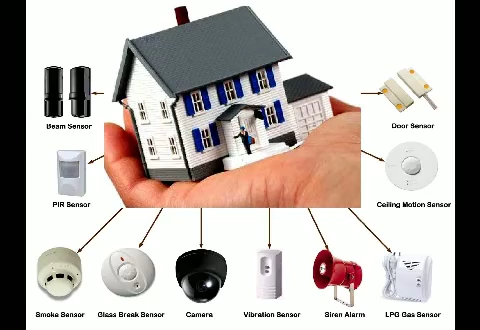 Beam Sensor
Door Sensor
PIR Sensor
Ceiling Motion Sensor
Smoke Sensor
Glass Break Sensor
Camera
Vibration Sensor
Siren Alarm
LPG Gas Sensor